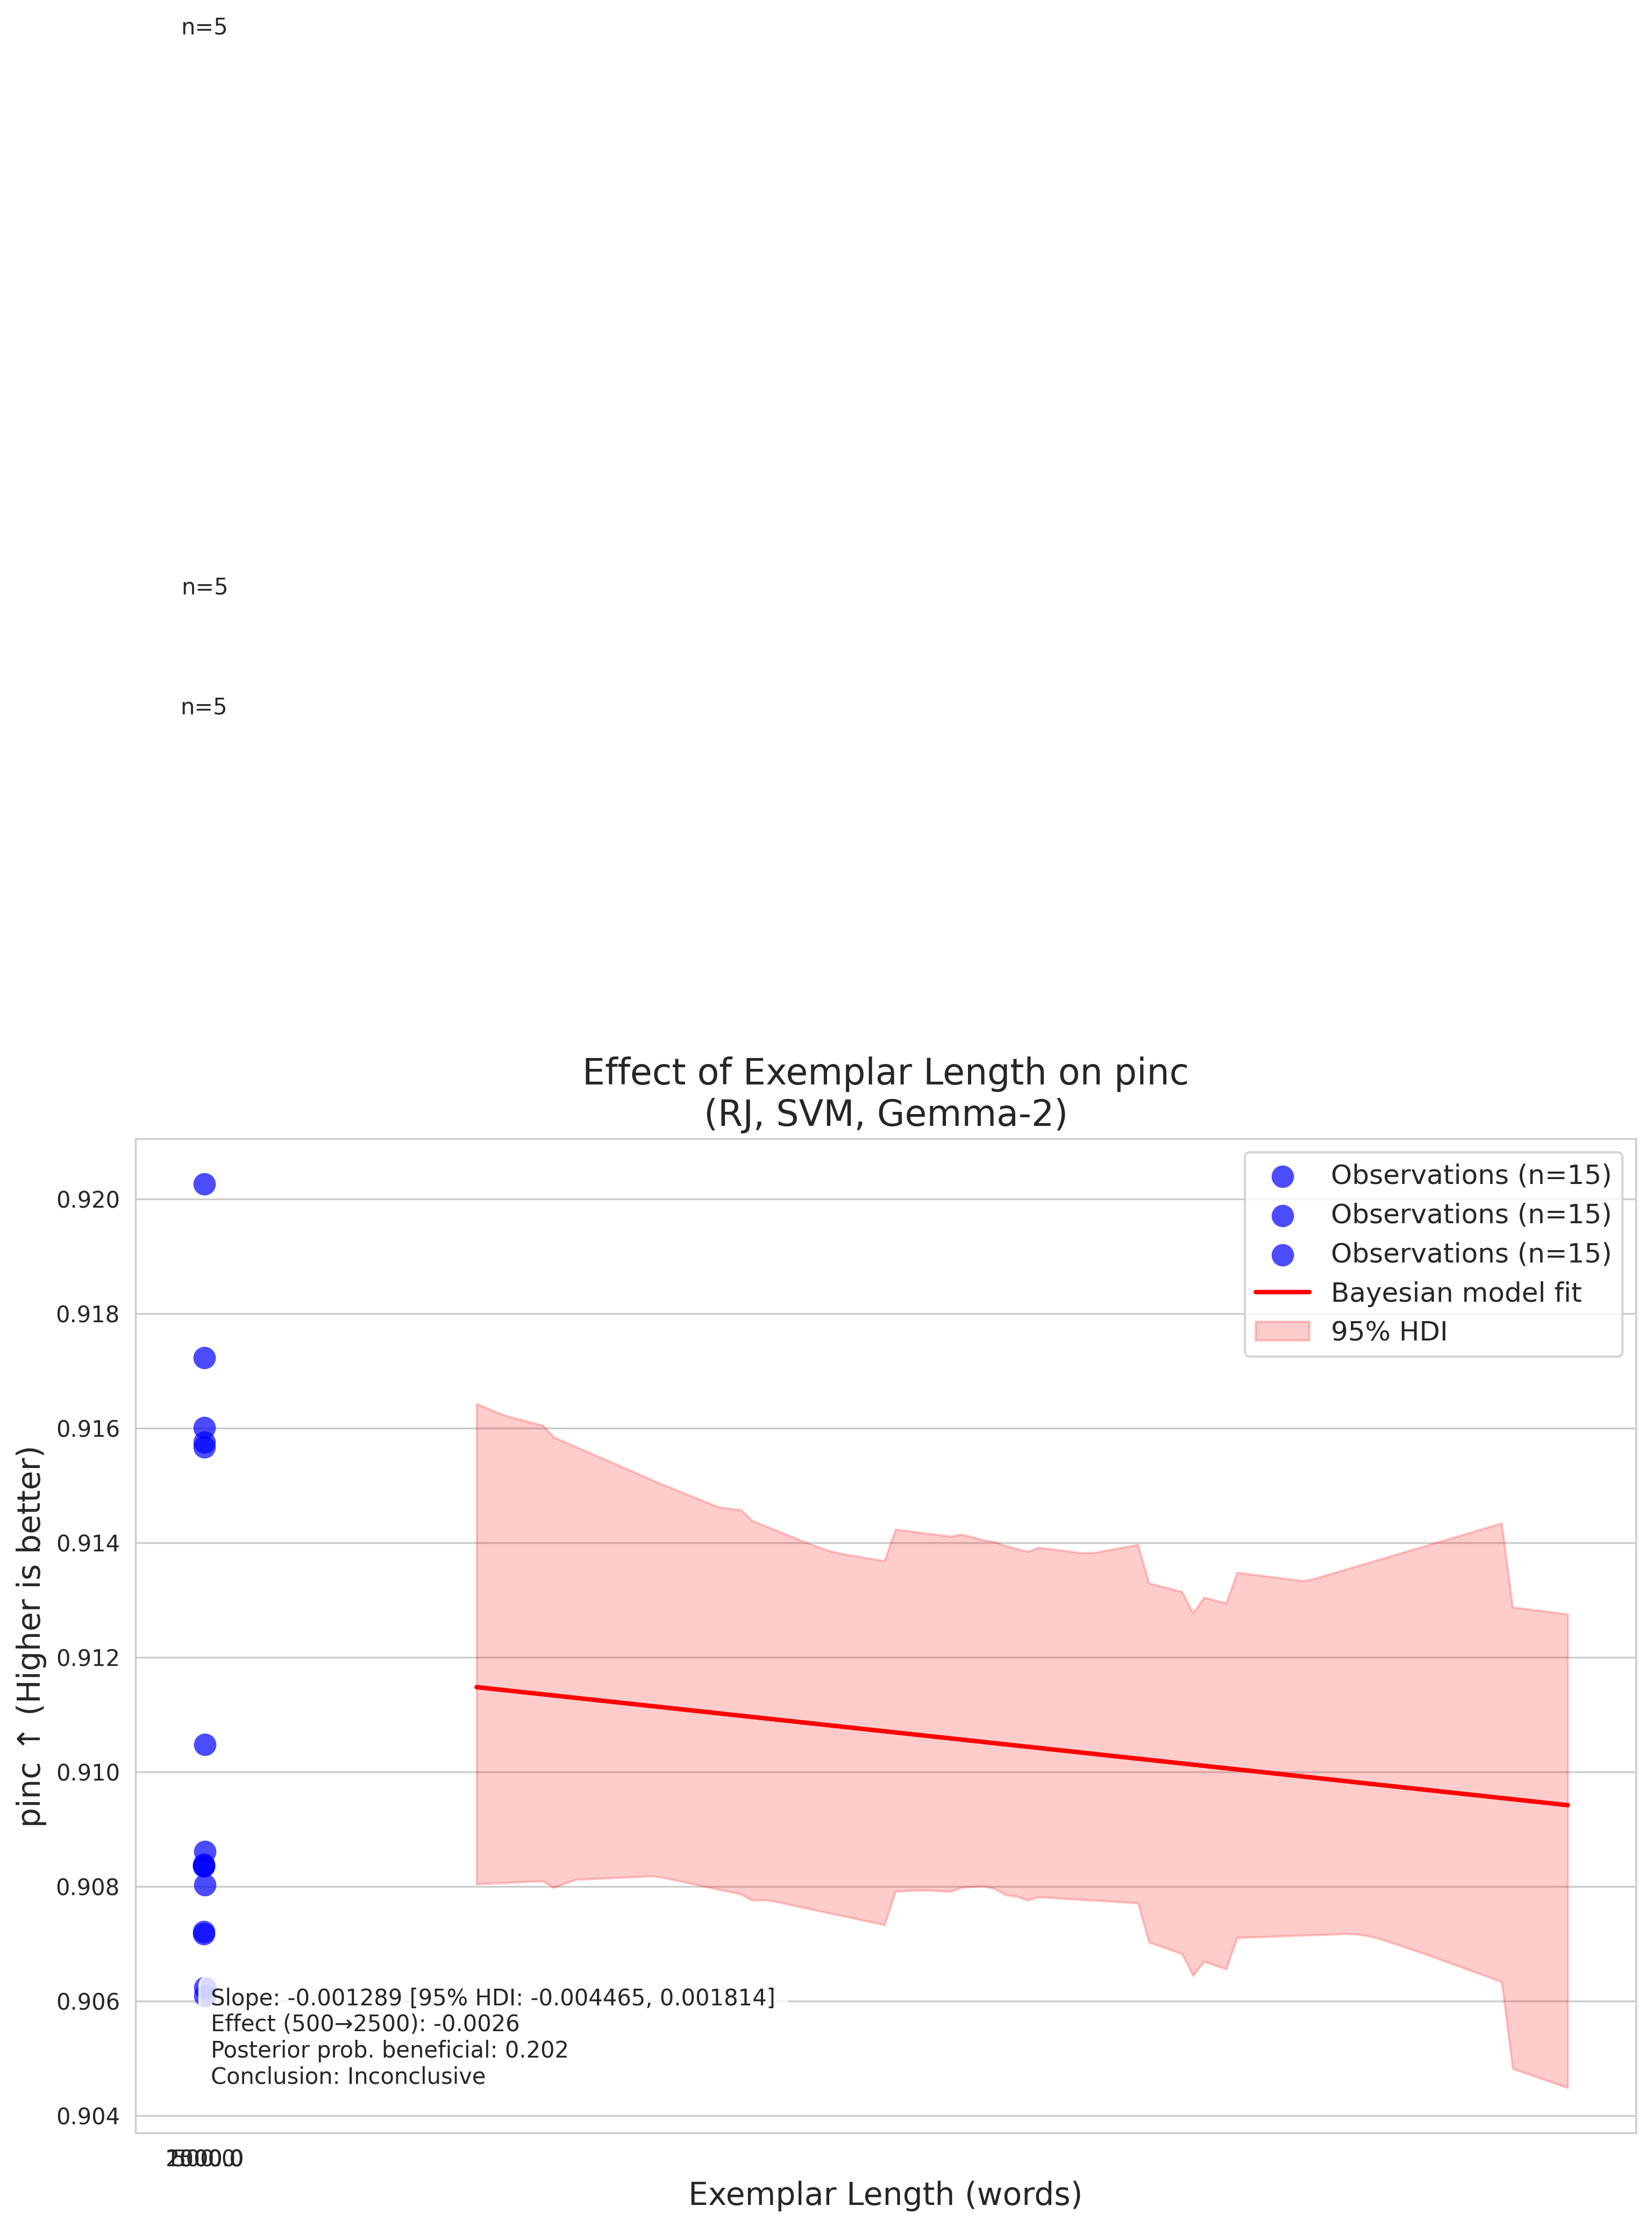 n=5
n=5
n=5
Effect of Exemplar Length on pinc
(RJ, SVM, Gemma-2)
Observations (n=15)
Observations (n=15)
Observations (n=15)
Bayesian model fit
95% HDI
0.920
0.918
0.916
0.914
0.912
0.910
0.908
0.906
0.904
pinc ↑ (Higher is better)
Slope: -0.001289 [95% HDI: -0.004465, 0.001814]
Effect (500→2500): -0.0026
Posterior prob. beneficial: 0.202
Conclusion: Inconclusive
Exemplar Length (words)